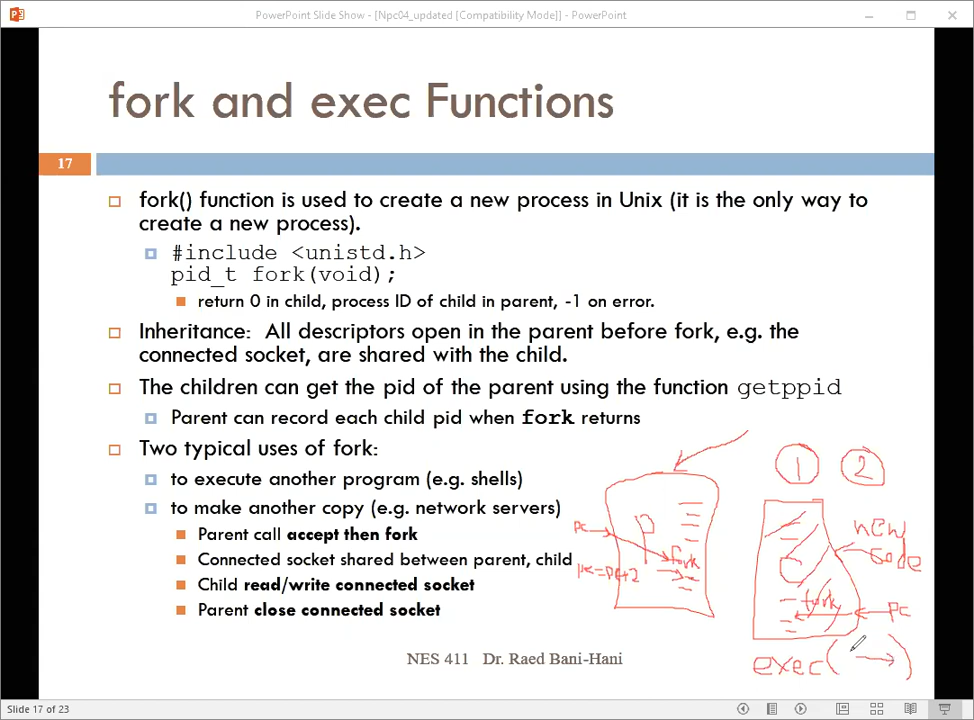 PowerPoint Slide Show - [Npc04_updated [Compatibility Mode]] - PowerPoint
fork and exec Functions
17
fork() function is used to create a new process in Unix (it is the only way to
create a new process).
#include <unistd.h>
pid_t fork(void);
return 0 in child, process ID of child in parent, -1 on error.
Inheritance: All descriptors open in the parent before fork, e.g. the
connected socket, are shared with the child.
The children can get the pid of the parent using the function getppid
Parent can record each child pid when fork returns
Two typical uses of fork:
to execute another program (e.g. shells)
to make another copy (e.g. network servers)
Parent call accept then fork
Connected socket shared between parent, child
Child read/write connected socket
Parent close connected socket
1 2
P
PC
fork
PC=PC+2
C
new
code
fork
PC
exec( )
NES 411 Dr. Raed Bani-Hani
Slide 17 of 23